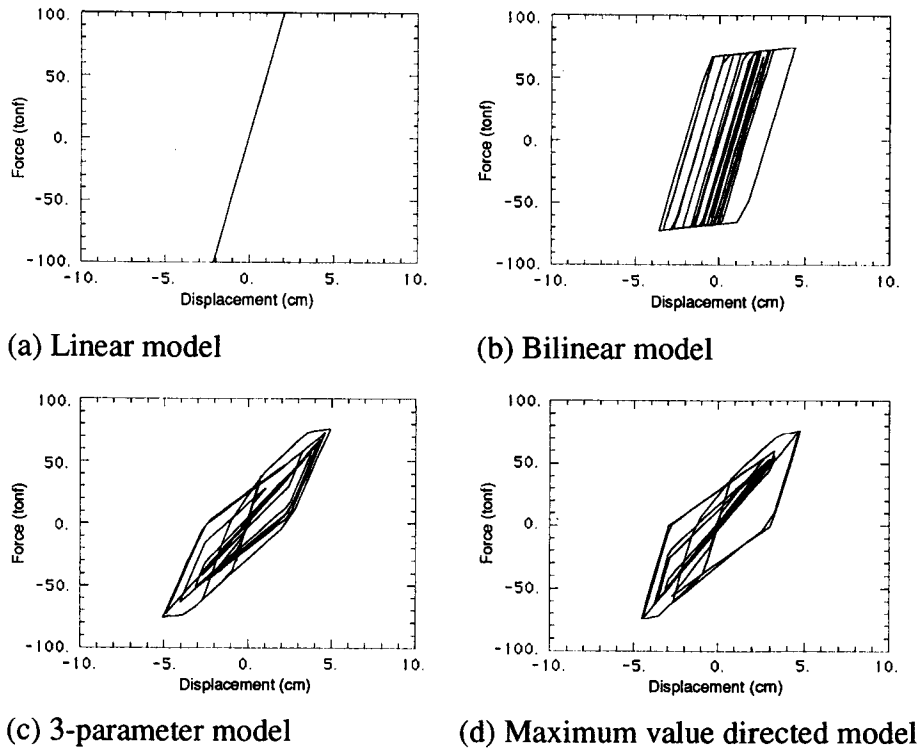 100.
50.
0.
-50.
-100.
Force (tonf)
-10. -5. 0. 5. 10.
Displacement (cm)
(a) Linear model
100.
50.
0.
-50.
-100.
Force (tonf)
-10. -5. 0. 5. 10.
Displacement (cm)
(b) Bilinear model
100.
50.
0.
-50.
-100.
Force (tonf)
-10. -5. 0. 5. 10.
Displacement (cm)
(c) 3-parameter model
100.
50.
0.
-50.
-100.
Force (tonf)
-10. -5. 0. 5. 10.
Displacement (cm)
(d) Maximum value directed model